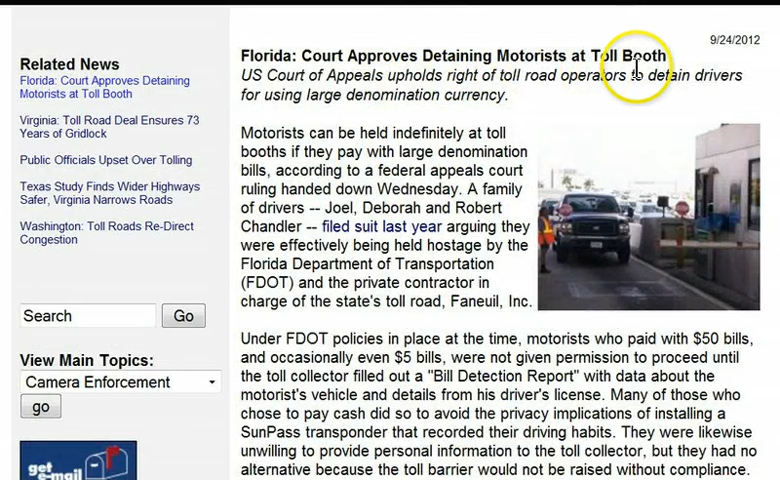 9/24/2012
Related News
Florida: Court Approves Detaining
Motorists at Toll Booth
Virginia: Toll Road Deal Ensures 73
Years of Gridlock
Public Officials Upset Over Tolling
Texas Study Finds Wider Highways
Safer, Virginia Narrows Roads
Washington: Toll Roads Re-Direct
Congestion
Search
Go
View Main Topics:
Camera Enforcement
go
get
e-mail
Florida: Court Approves Detaining Motorists at Toll Booth
US Court of Appeals upholds right of toll road operators to detain drivers
for using large denomination currency.
Motorists can be held indefinitely at toll
booths if they pay with large denomination
bills, according to a federal appeals court
ruling handed down Wednesday. A family
of drivers -- Joel, Deborah and Robert
Chandler -- filed suit last year arguing they
were effectively being held hostage by the
Florida Department of Transportation
(FDOT) and the private contractor in
charge of the state's toll road, Faneuil, Inc.
Under FDOT policies in place at the time, motorists who paid with $50 bills,
and occasionally even $5 bills, were not given permission to proceed until
the toll collector filled out a "Bill Detection Report" with data about the
motorist's vehicle and details from his driver's license. Many of those who
chose to pay cash did so to avoid the privacy implications of installing a
SunPass transponder that recorded their driving habits. They were likewise
unwilling to provide personal information to the toll collector, but they had no
alternative because the toll barrier would not be raised without compliance.